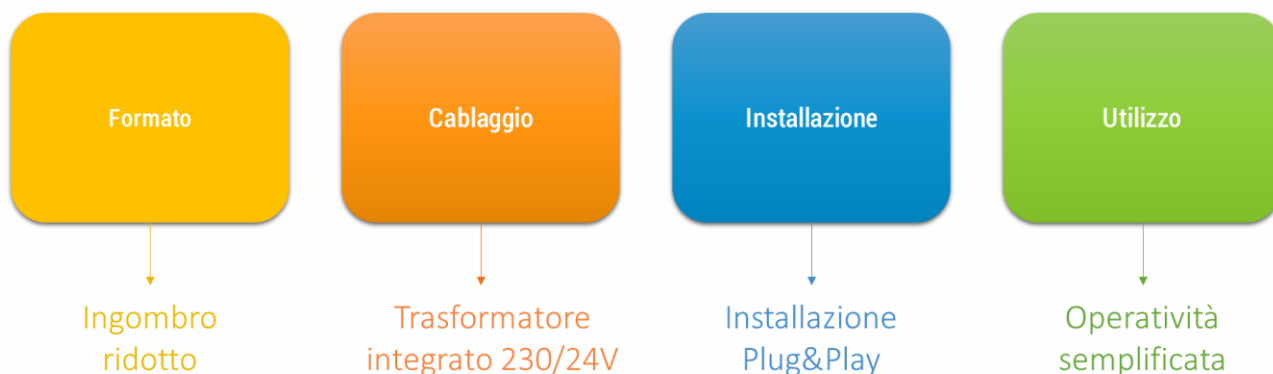 Formato
Cablaggio
Installazione
Utilizzo
Ingombro
ridotto
Trasformatore
integrato 230/24V
Installazione
Plug&Play
Operatività
semplificata